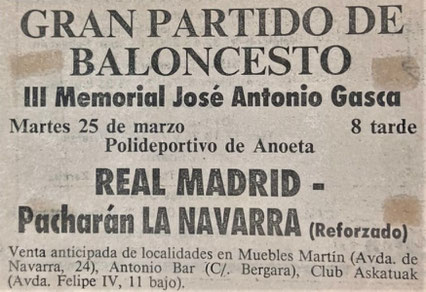 GRAN PARTIDO DE
BALONCESTO
III Memorial José Antonio Gasca
Martes 25 de marzo 8 tarde
Polideportivo de Anoeta
REAL MADRID -
Pacharán LA NAVARRA (Reforzado)
Venta anticipada de localidades en Muebles Martín (Avda. de
Navarra, 24), Antonio Bar (C/. Bergara), Club Askatuak
(Avda. Felipe IV, 11 bajo).